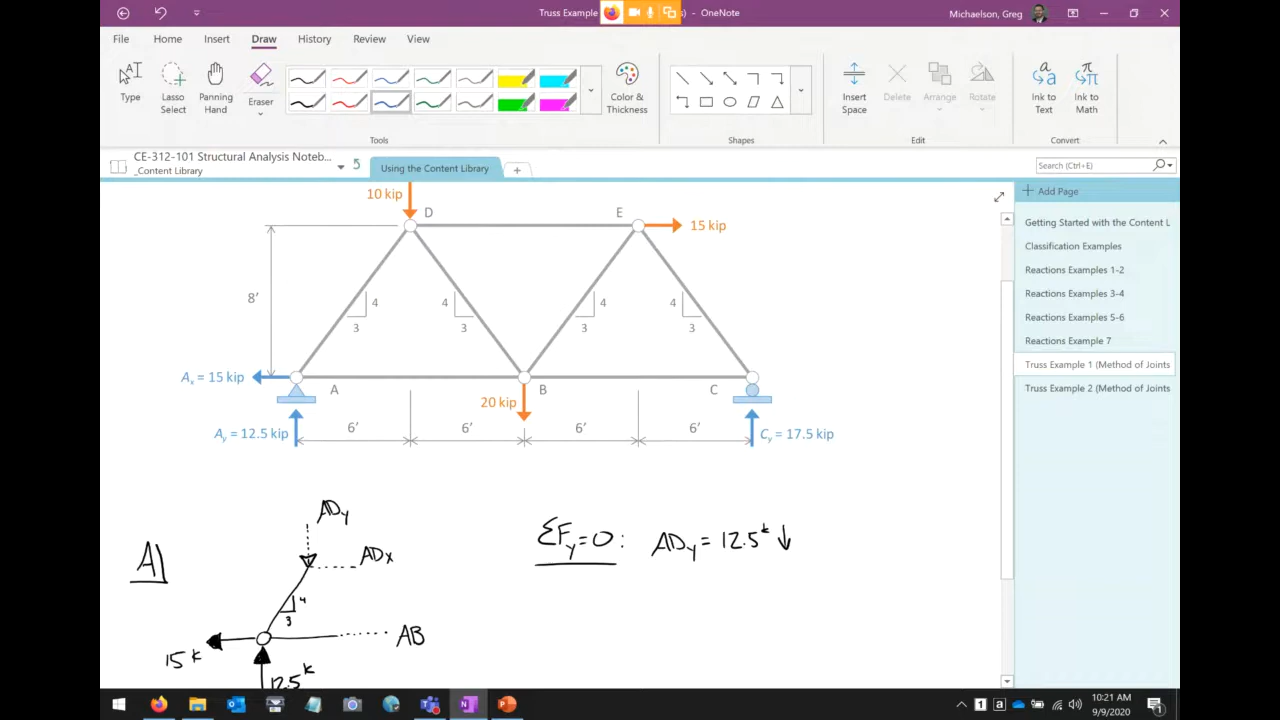 Truss Example
s) - OneNote
Michaelson, Greg
File Home Insert Draw History Review View
Type
Lasso Select
Panning Hand
Eraser
Color & Thickness
Insert Space
Delete
Arrange
Rotate
Ink to Text
Ink to Math
Tools
Shapes
Edit
Convert
CE-312-101 Structural Analysis Noteb...
_Content Library
Using the Content Library
Search (Ctrl+E)
Add Page
Getting Started with the Content L
Classification Examples
Reactions Examples 1-2
Reactions Examples 3-4
Reactions Examples 5-6
Reactions Example 7
Truss Example 1 (Method of Joints
Truss Example 2 (Method of Joints
10 kip
D
E
15 kip
8'
4
3
4
3
4
3
4
3
Ax = 15 kip
A
B
C
20 kip
Ay = 12.5 kip
6'
6'
6'
6'
Cy = 17.5 kip
A
ADy
ADx
4
3
AB
15 k
12.5 k
ΣFy=0: ADy = 12.5k ↓
10:21 AM
9/9/2020